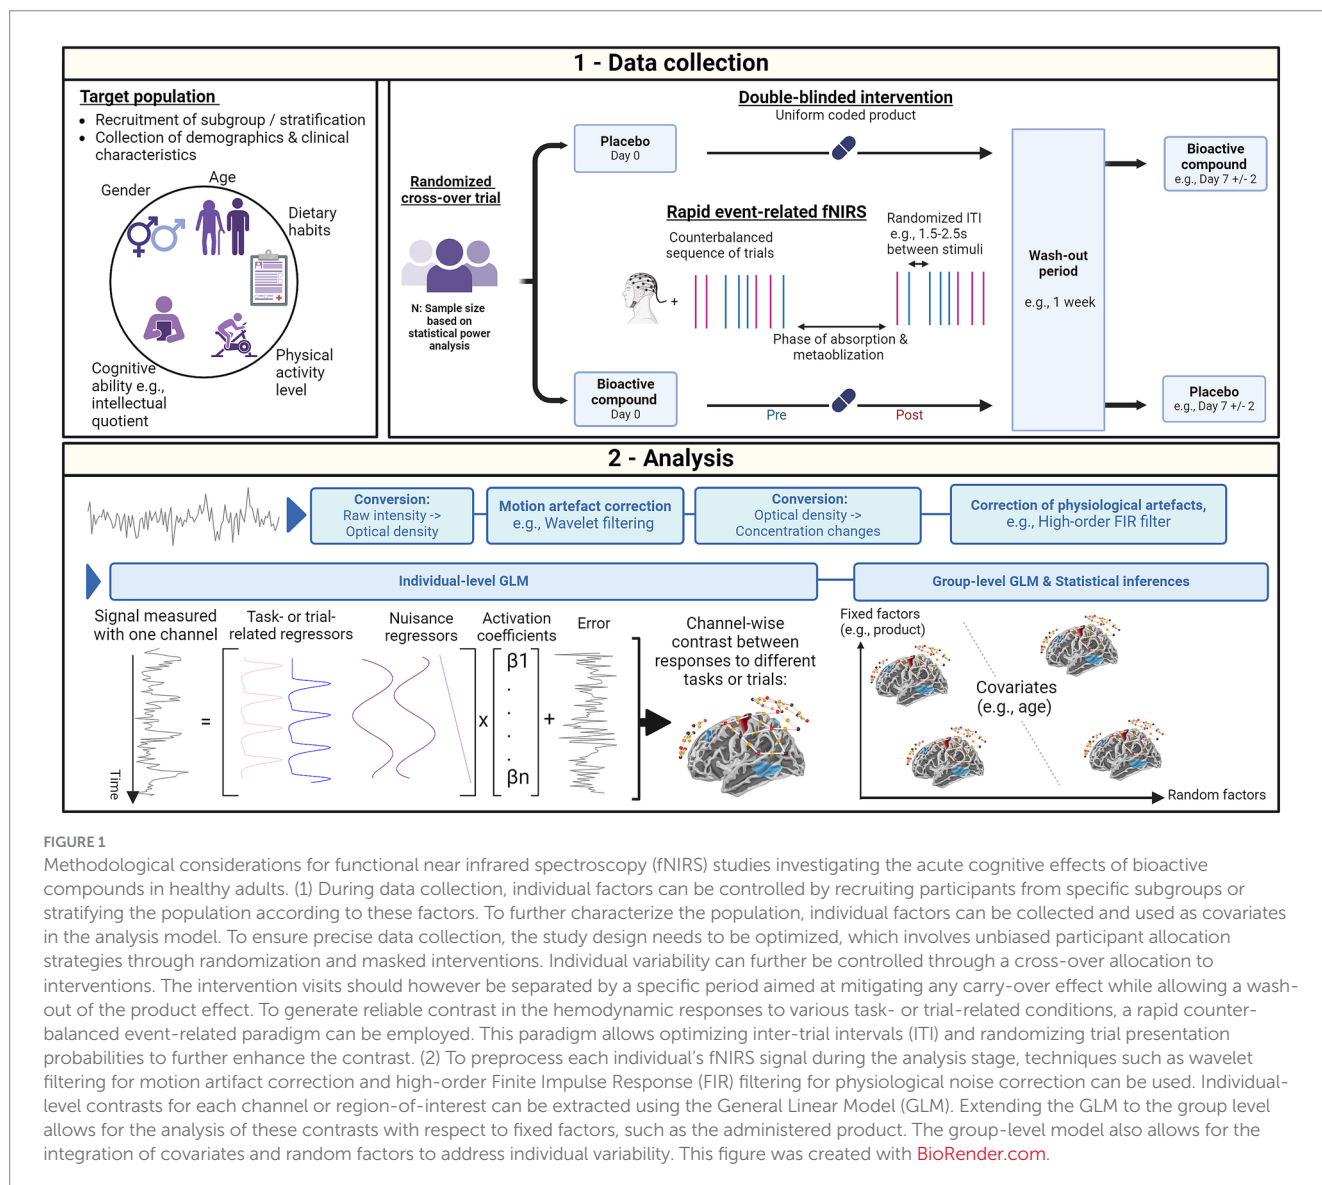 1 - Data collection
Target population
• Recruitment of subgroup / stratification
• Collection of demographics & clinical
characteristics
Gender
Age
Dietary
habits
Cognitive
ability e.g.,
intellectual
quotient
Physical
activity
level
Randomized
cross-over trial
N: Sample size
based on
statistical power
analysis
Double-blinded intervention
Uniform coded product
Placebo
Day 0
Rapid event-related fNIRS
Counterbalanced
sequence of trials
Randomized ITI
e.g., 1.5-2.5s
between stimuli
+
Phase of absorption &
metaoblization
Bioactive
compound
Day 0
Pre
Post
Wash-out
period
e.g., 1 week
Bioactive
compound
e.g., Day 7 +/- 2
Placebo
e.g., Day 7 +/- 2
2 - Analysis
Conversion:
Raw intensity ->
Optical density
Motion artefact correction
e.g., Wavelet filtering
Conversion:
Optical density ->
Concentration changes
Correction of physiological artefacts,
e.g., High-order FIR filter
Individual-level GLM
Group-level GLM & Statistical inferences
Signal measured
with one channel
Time
=
Task- or trial-
related regressors
Nuisance
regressors
x
Activation
coefficients
β1
.
.
.
βn
+
Error
Channel-wise
contrast between
responses to different
tasks or trials:
Fixed factors
(e.g., product)
Covariates
(e.g., age)
Random factors
FIGURE 1
Methodological considerations for functional near infrared spectroscopy (fNIRS) studies investigating the acute cognitive effects of bioactive
compounds in healthy adults. (1) During data collection, individual factors can be controlled by recruiting participants from specific subgroups or
stratifying the population according to these factors. To further characterize the population, individual factors can be collected and used as covariates
in the analysis model. To ensure precise data collection, the study design needs to be optimized, which involves unbiased participant allocation
strategies through randomization and masked interventions. Individual variability can further be controlled through a cross-over allocation to
interventions. The intervention visits should however be separated by a specific period aimed at mitigating any carry-over effect while allowing a wash-
out of the product effect. To generate reliable contrast in the hemodynamic responses to various task- or trial-related conditions, a rapid counter-
balanced event-related paradigm can be employed. This paradigm allows optimizing inter-trial intervals (ITI) and randomizing trial presentation
probabilities to further enhance the contrast. (2) To preprocess each individual's fNIRS signal during the analysis stage, techniques such as wavelet
filtering for motion artifact correction and high-order Finite Impulse Response (FIR) filtering for physiological noise correction can be used. Individual-
level contrasts for each channel or region-of-interest can be extracted using the General Linear Model (GLM). Extending the GLM to the group level
allows for the analysis of these contrasts with respect to fixed factors, such as the administered product. The group-level model also allows for the
integration of covariates and random factors to address individual variability. This figure was created with BioRender.com.